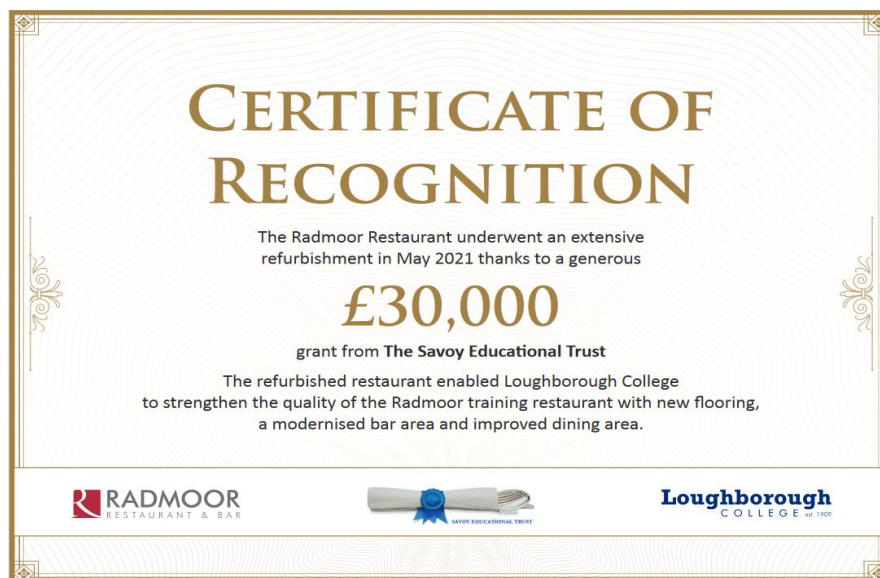 CERTIFICATE OF
RECOGNITION
The Radmoor Restaurant underwent an extensive
refurbishment in May 2021 thanks to a generous
£30,000
grant from The Savoy Educational Trust
The refurbished restaurant enabled Loughborough College
to strengthen the quality of the Radmoor training restaurant with new flooring,
a modernised bar area and improved dining area.
RADMOOR
RESTAURANT & BAR
SAVOY EDUCATIONAL TRUST
Loughborough
COLLEGE est. 1909